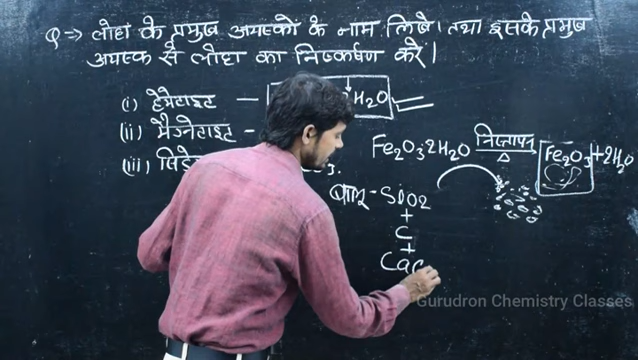 Q ⇒ लोहा के प्रमुख अयस्को के नाम लिखे। तथा इसके प्रमुख
अयस्क से लोहा का निष्कर्षण करे।
(i) हेमेटाइट — H₂O
(ii) मैग्नेटाइट -
(iii) 3.
Fe₂O₃·2H₂O निस्तापन Δ Fe₂O₃ + 2H₂O
बालू - SiO₂
+
C
+
CaC
Gurudron Chemistry Classes